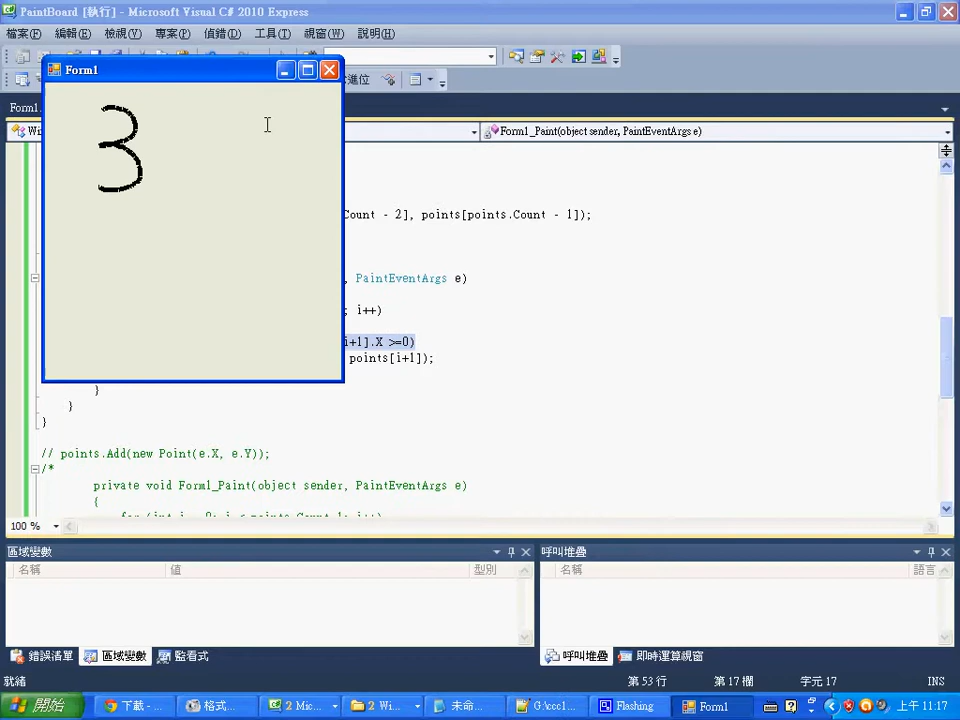 PaintBoard [執行] - Microsoft Visual C# 2010 Express
檔案(F) 編輯(E) 檢視(V) 專案(P) 偵錯(D) 工具(T) 視窗(W) 說明(H)
Form1
3
進位
Form1
Form1_Paint(object sender, PaintEventArgs e)
Count - 2], points[points.Count - 1]);
, PaintEventArgs e)
; i++)
i+1].X >=0)
points[i+1]);
}
}
}
// points.Add(new Point(e.X, e.Y));
/*
private void Form1_Paint(object sender, PaintEventArgs e)
{
100 %
區域變數 呼叫堆疊
名稱 值 型別 名稱 語言
錯誤清單 區域變數 監看式 呼叫堆疊 即時運算視窗
就緒 第 53 行 第 17 欄 字元 17 INS
開始 下載 - ... 格式... 2 Mic... 2 Wi... 未命... G:\ccc1... Flashing Form1 上午 11:17